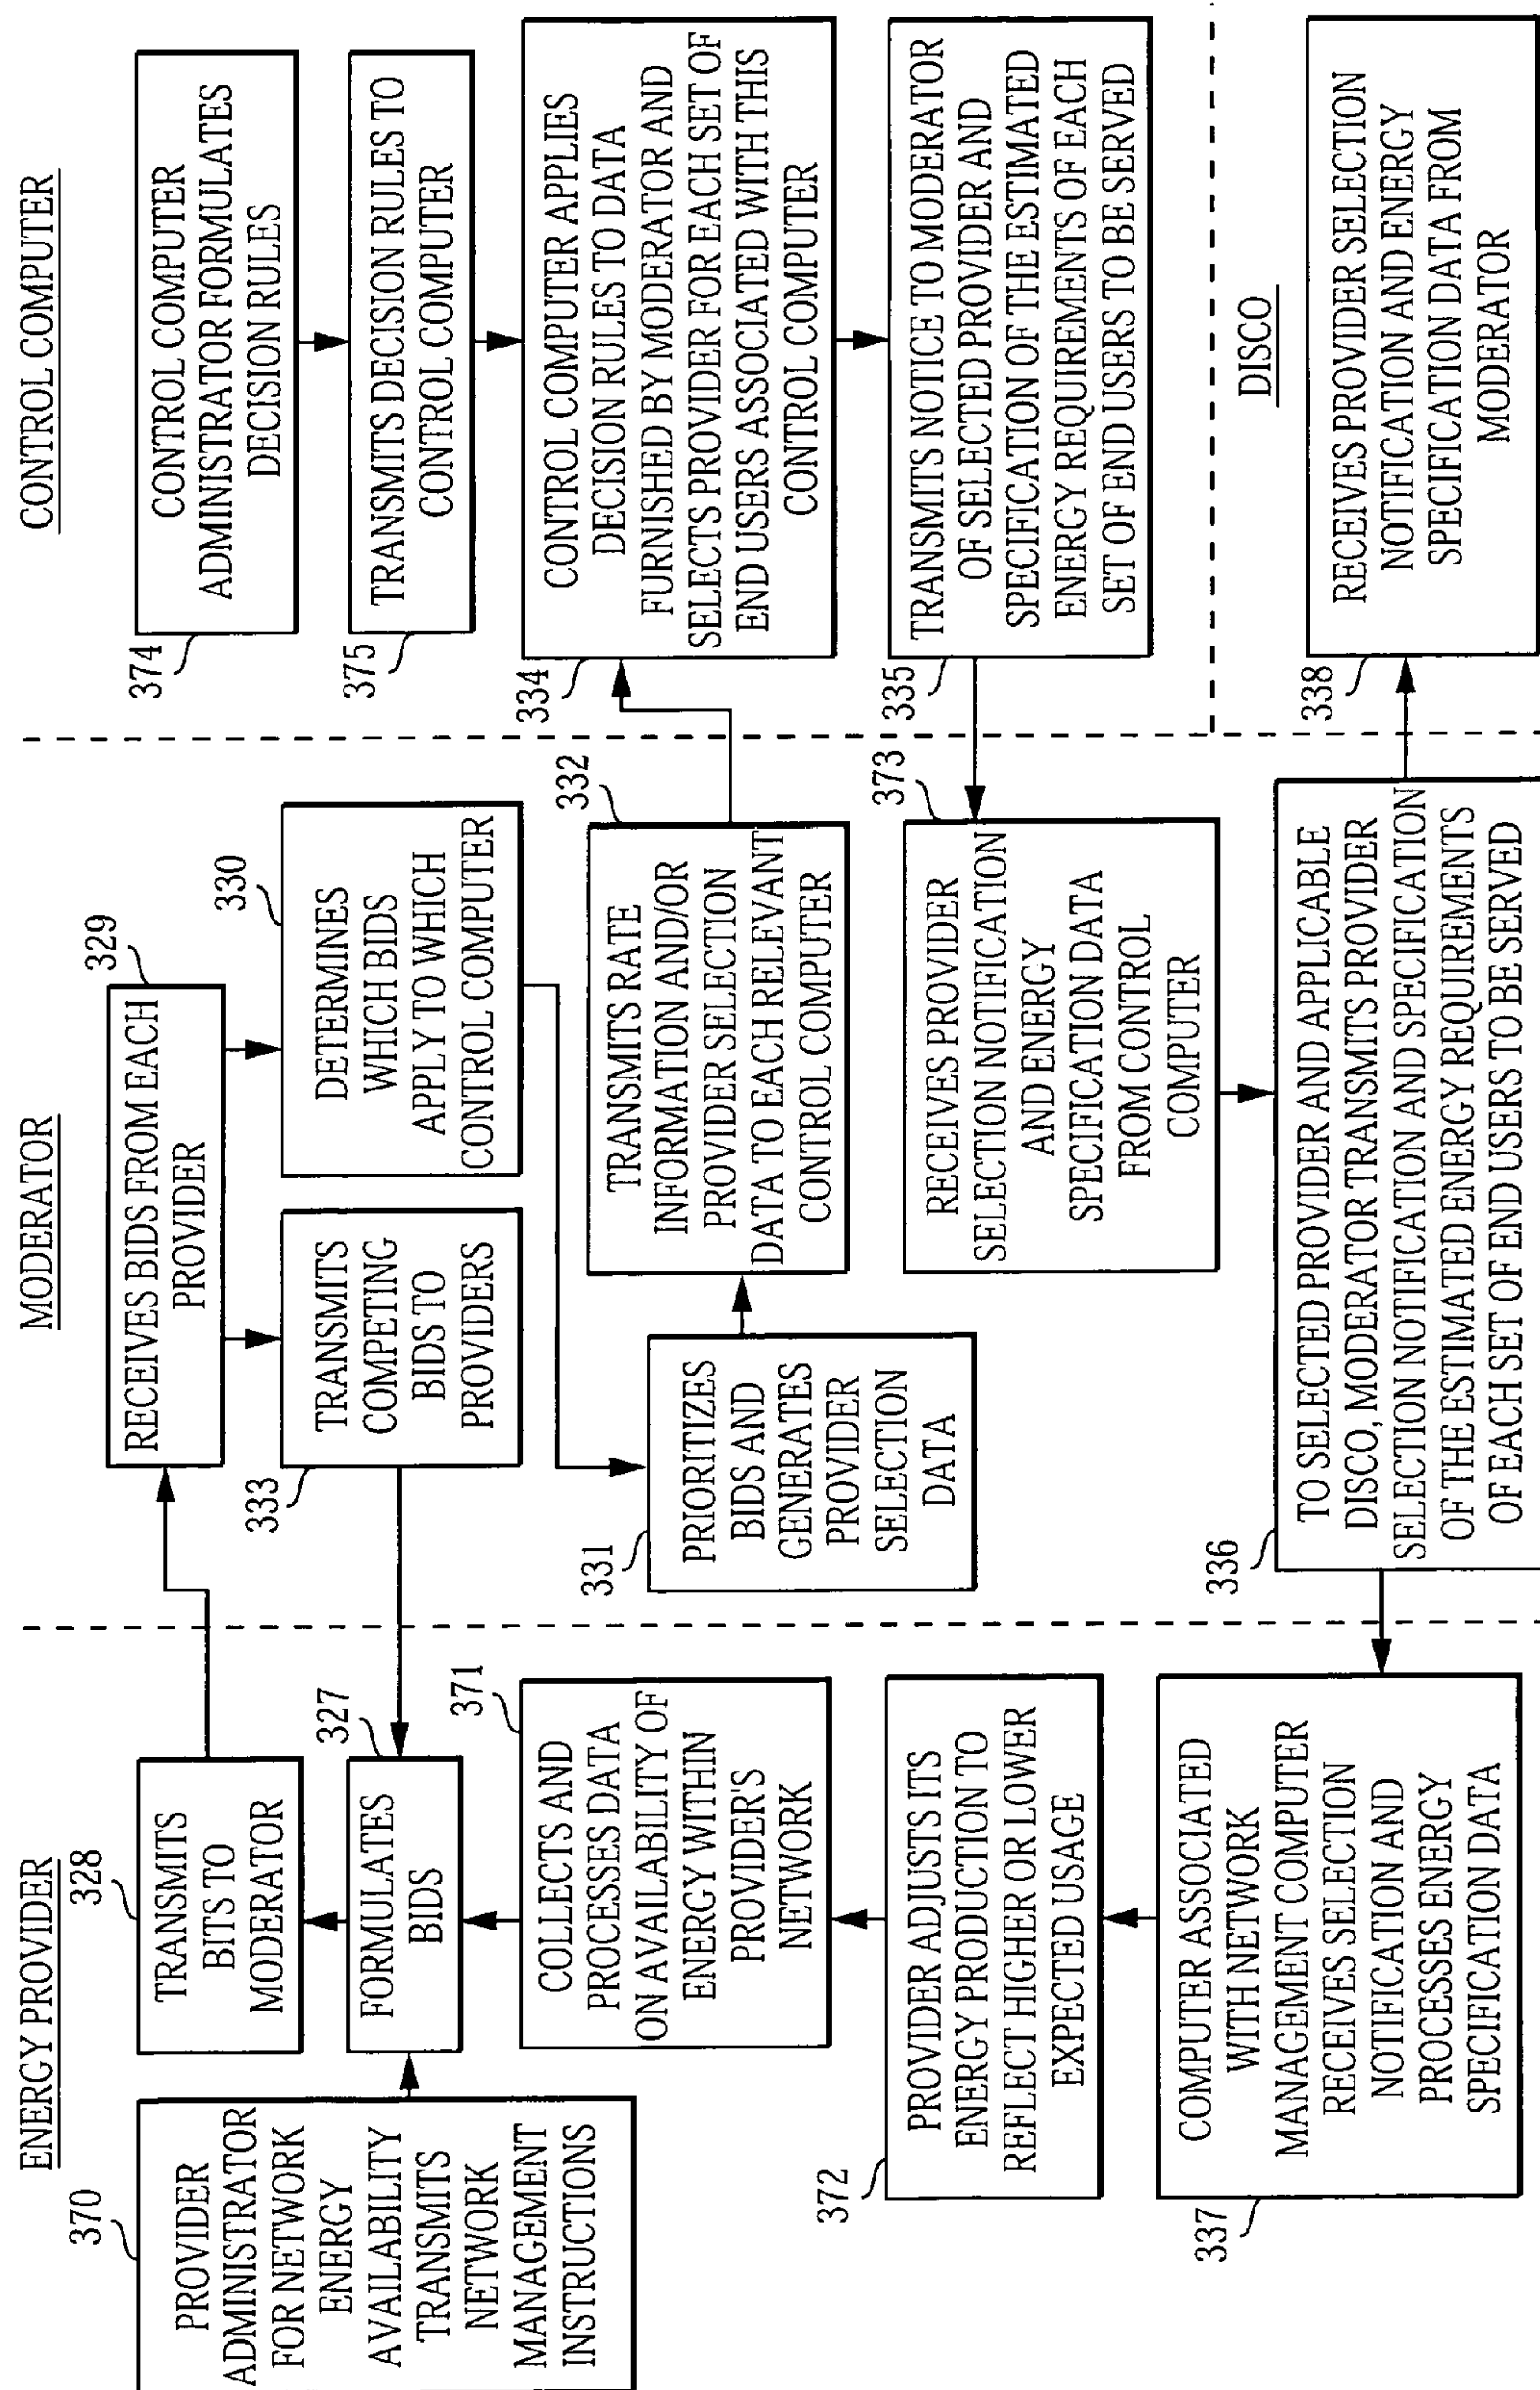 ENERGY PROVIDER
370
PROVIDER
ADMINISTRATOR
FOR NETWORK
ENERGY
AVAILABILITY
TRANSMITS
NETWORK
MANAGEMENT
INSTRUCTIONS
328
TRANSMITS
BITS TO
MODERATOR
327
FORMULATES
BIDS
371
COLLECTS AND
PROCESSES DATA
ON AVAILABILITY OF
ENERGY WITHIN
PROVIDER'S
NETWORK
372
PROVIDER ADJUSTS ITS
ENERGY PRODUCTION TO
REFLECT HIGHER OR LOWER
EXPECTED USAGE
337
COMPUTER ASSOCIATED
WITH NETWORK
MANAGEMENT COMPUTER
RECEIVES SELECTION
NOTIFICATION AND
PROCESSES ENERGY
SPECIFICATION DATA
MODERATOR
329
RECEIVES BIDS FROM EACH
PROVIDER
333
TRANSMITS
COMPETING
BIDS TO
PROVIDERS
330
DETERMINES
WHICH BIDS
APPLY TO WHICH
CONTROL COMPUTER
331
PRIORITIZES
BIDS AND
GENERATES
PROVIDER
SELECTION
DATA
332
TRANSMITS RATE
INFORMATION AND/OR
PROVIDER SELECTION
DATA TO EACH RELEVANT
CONTROL COMPUTER
373
RECEIVES PROVIDER
SELECTION NOTIFICATION
AND ENERGY
SPECIFICATION DATA
FROM CONTROL
COMPUTER
336
TO SELECTED PROVIDER AND APPLICABLE
DISCO, MODERATOR TRANSMITS PROVIDER
SELECTION NOTIFICATION AND SPECIFICATION
OF THE ESTIMATED ENERGY REQUIREMENTS
OF EACH SET OF END USERS TO BE SERVED
CONTROL COMPUTER
374
CONTROL COMPUTER
ADMINISTRATOR FORMULATES
DECISION RULES
375
TRANSMITS DECISION RULES TO
CONTROL COMPUTER
334
CONTROL COMPUTER APPLIES
DECISION RULES TO DATA
FURNISHED BY MODERATOR AND
SELECTS PROVIDER FOR EACH SET OF
END USERS ASSOCIATED WITH THIS
CONTROL COMPUTER
335
TRANSMITS NOTICE TO MODERATOR
OF SELECTED PROVIDER AND
SPECIFICATION OF THE ESTIMATED
ENERGY REQUIREMENTS OF EACH
SET OF END USERS TO BE SERVED
DISCO
338
RECEIVES PROVIDER SELECTION
NOTIFICATION AND ENERGY
SPECIFICATION DATA FROM
MODERATOR